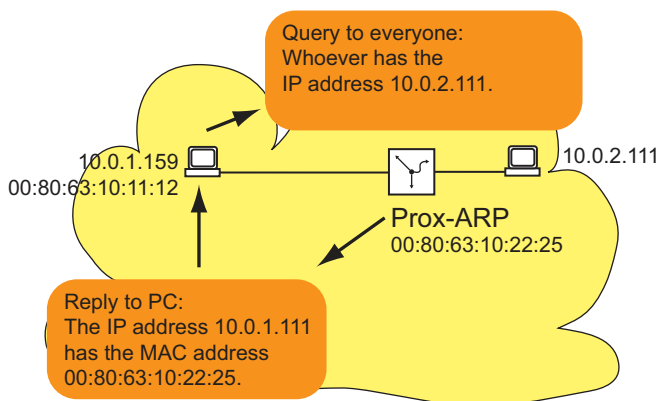 Query to everyone:
Whoever has the
IP address 10.0.2.111.
10.0.1.159
00:80:63:10:11:12
10.0.2.111
Prox-ARP
00:80:63:10:22:25
Reply to PC:
The IP address 10.0.1.111
has the MAC address
00:80:63:10:22:25.